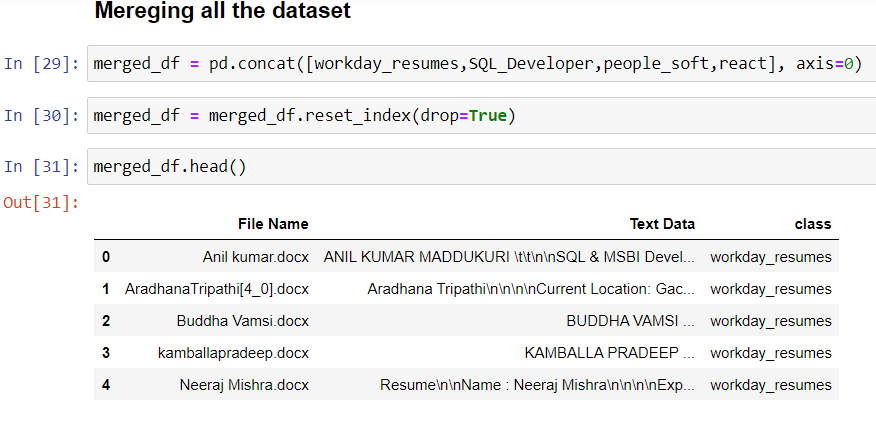 Mereging all the dataset
In [29]: merged_df = pd.concat([workday_resumes,SQL_Developer,people_soft,react], axis=0)
In [30]: merged_df = merged_df.reset_index(drop=True)
In [31]: merged_df.head()
Out[31]:
File Name Text Data class
0 Anil kumar.docx ANIL KUMAR MADDUKURI \t\t\n\nSQL & MSBI Devel... workday_resumes
1 AradhanaTripathi[4_0].docx Aradhana Tripathi\n\n\n\nCurrent Location: Gac... workday_resumes
2 Buddha Vamsi.docx BUDDHA VAMSI ... workday_resumes
3 kamballapradeep.docx KAMBALLA PRADEEP ... workday_resumes
4 Neeraj Mishra.docx Resume\n\nName : Neeraj Mishra\n\n\n\nExp... workday_resumes